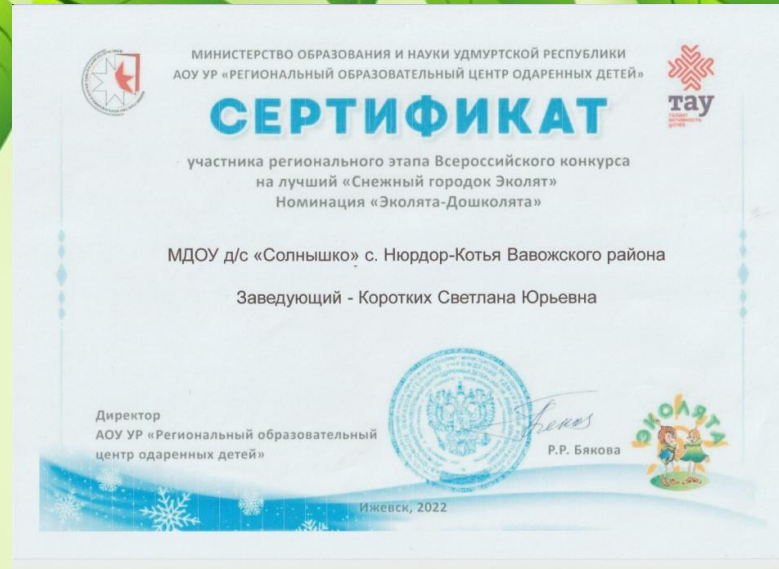 МИНИСТЕРСТВО ОБРАЗОВАНИЯ И НАУКИ УДМУРТСКОЙ РЕСПУБЛИКИ
АОУ УР «РЕГИОНАЛЬНЫЙ ОБРАЗОВАТЕЛЬНЫЙ ЦЕНТР ОДАРЕННЫХ ДЕТЕЙ»
тау
СЕРТИФИКАТ
участника регионального этапа Всероссийского конкурса
на лучший «Снежный городок Эколят»
Номинация «Эколята-Дошколята»
МДОУ д/с «Солнышко» с. Нюрдор-Котья Вавожского района
Заведующий - Коротких Светлана Юрьевна
Директор
АОУ УР «Региональный образовательный
центр одаренных детей»
Р.Р. Бякова
ЭКОЛЯТА
Ижевск, 2022